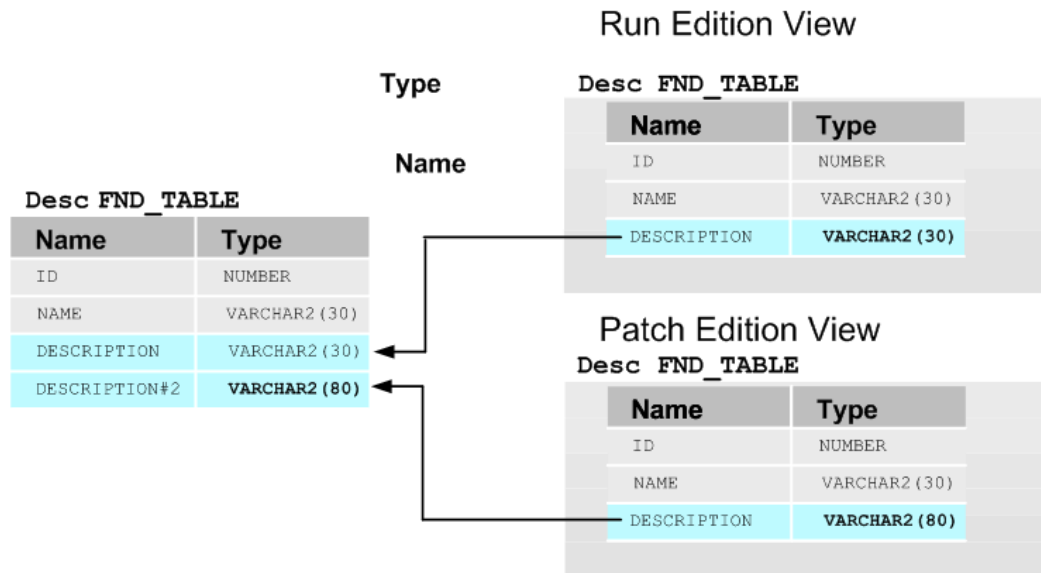 Run Edition View
Type
Desc FND_TABLE
Name Type
ID NUMBER
NAME VARCHAR2(30)
DESCRIPTION VARCHAR2(30)
Name
Desc FND_TABLE
Name Type
ID NUMBER
NAME VARCHAR2(30)
DESCRIPTION VARCHAR2(30)
DESCRIPTION#2 VARCHAR2(80)
Patch Edition View
Desc FND_TABLE
Name Type
ID NUMBER
NAME VARCHAR2(30)
DESCRIPTION VARCHAR2(80)